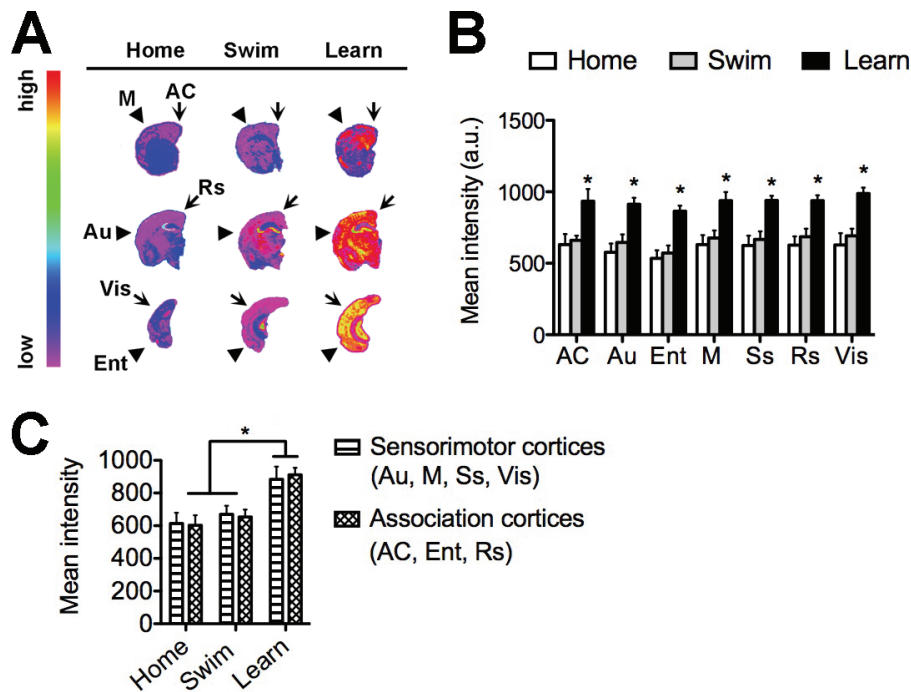 A
Home Swim Learn
high
low
M AC
Rs
Au
Vis
Ent
B
Home Swim Learn
Mean intensity (a.u.)
1500
1000
500
0
* * * * * * *
AC Au Ent M Ss Rs Vis
C
Mean intensity
1000
800
600
400
200
0
*
Home Swim Learn
Sensorimotor cortices
(Au, M, Ss, Vis)
Association cortices
(AC, Ent, Rs)